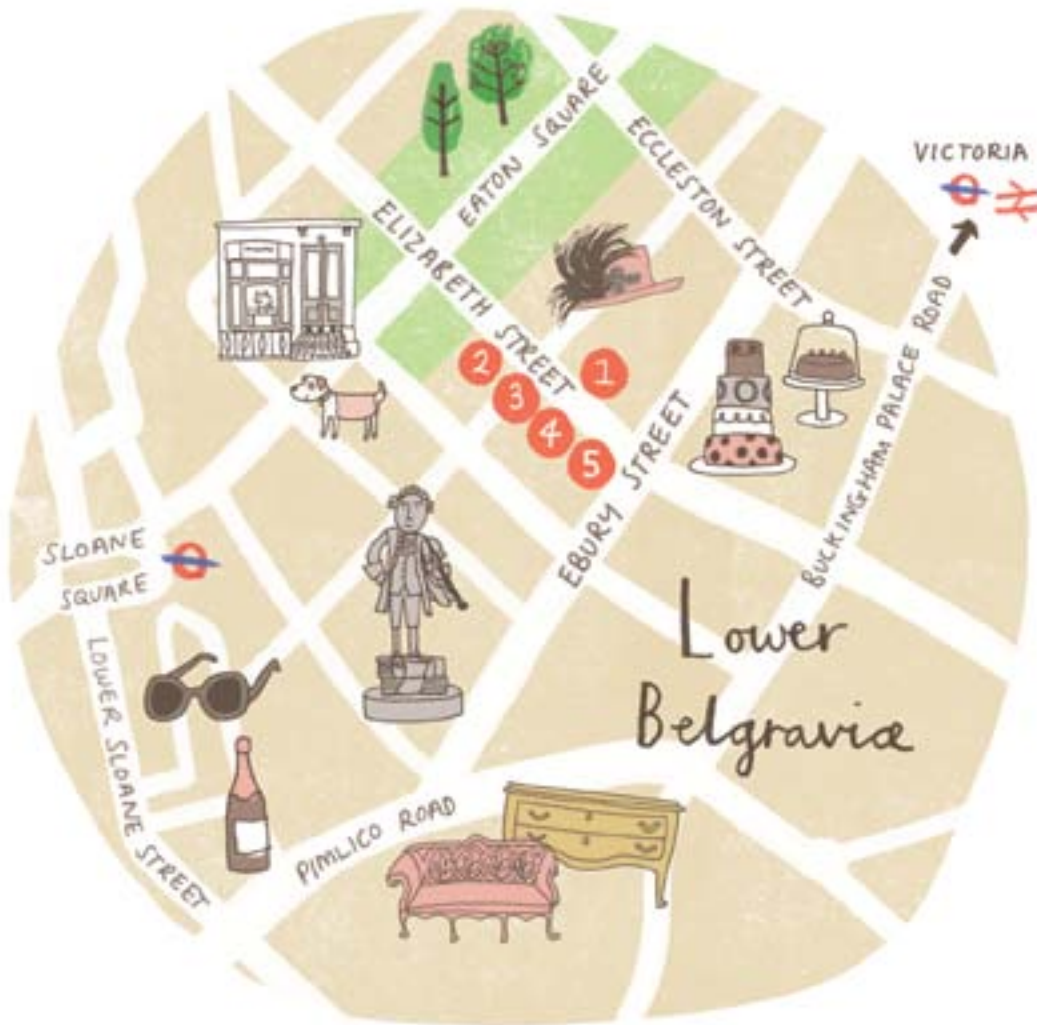 VICTORIA
EATON SQUARE
ECCLESTON STREET
ELIZABETH STREET
1
2
3
4
5
EBURY STREET
BUCKINGHAM PALACE ROAD
SLOANE
SQUARE
LOWER SLOANE STREET
Lower
Belgravia
PIMLICO ROAD